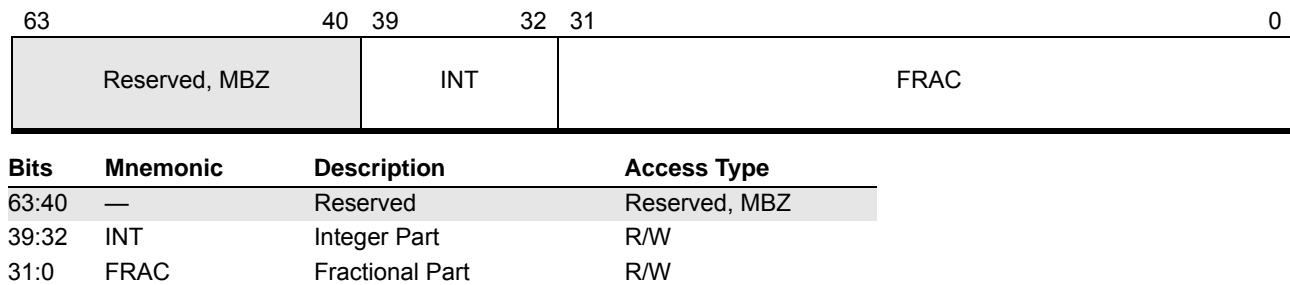 63 40 39 32 31 0
Reserved, MBZ INT FRAC
Bits Mnemonic Description Access Type
63:40 — Reserved Reserved, MBZ
39:32 INT Integer Part R/W
31:0 FRAC Fractional Part R/W